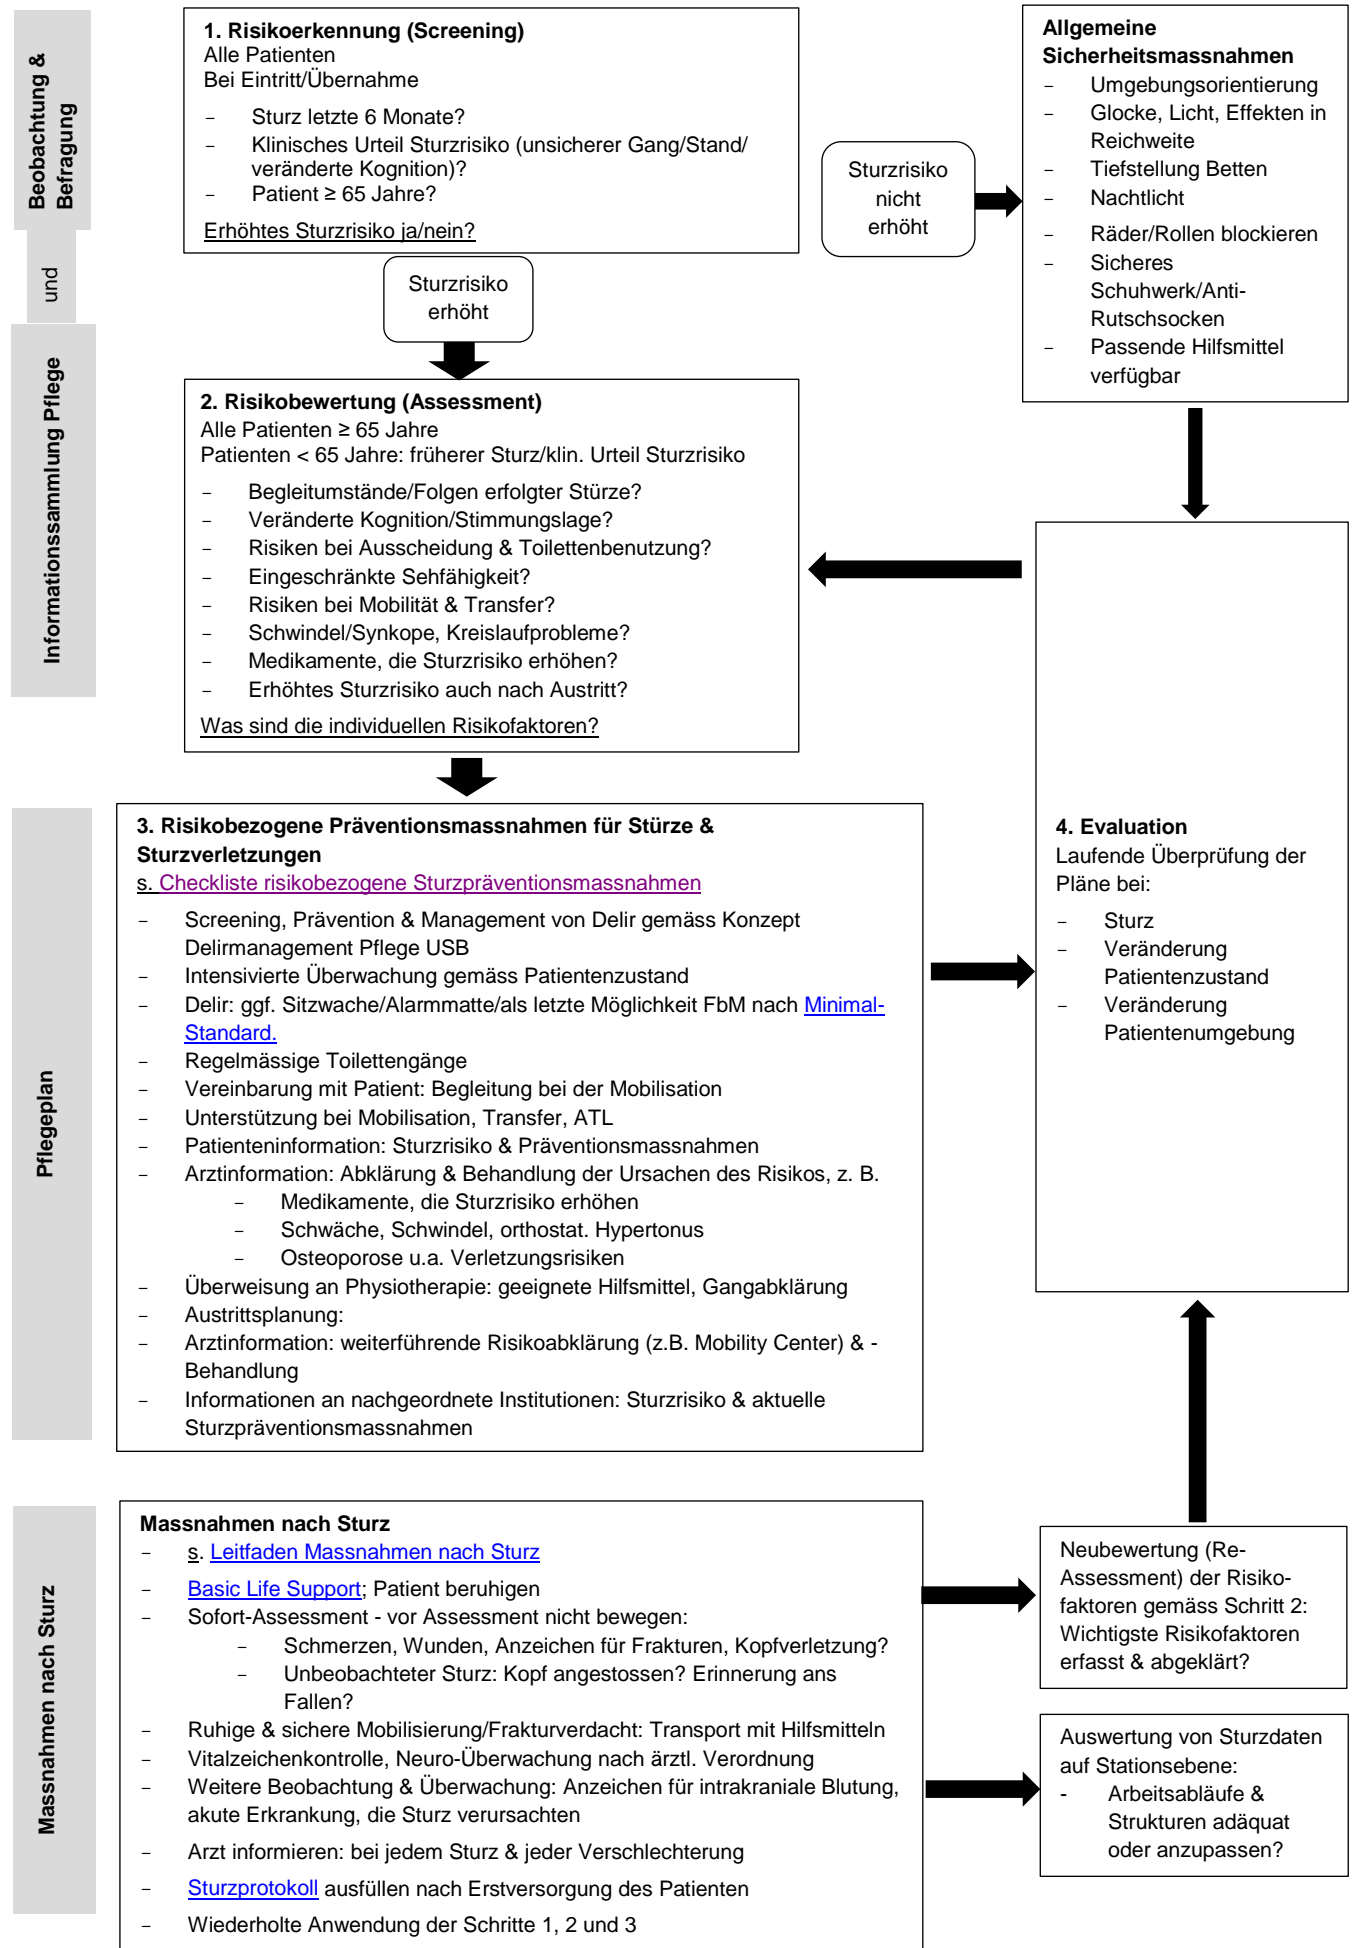 Beobachtung &
Befragung
und
Informationssammlung Pflege
1. Risikoerkennung (Screening)
Alle Patienten
Bei Eintritt/Übernahme
- Sturz letzte 6 Monate?
- Klinisches Urteil Sturzrisiko (unsicherer Gang/Stand/
veränderte Kognition)?
- Patient ≥ 65 Jahre?
Erhöhtes Sturzrisiko ja/nein?
Sturzrisiko
nicht
erhöht
Allgemeine
Sicherheitsmassnahmen
- Umgebungsorientierung
- Glocke, Licht, Effekten in
Reichweite
- Tiefstellung Betten
- Nachtlicht
- Räder/Rollen blockieren
- Sicheres
Schuhwerk/Anti-
Rutschsocken
- Passende Hilfsmittel
verfügbar
Sturzrisiko
erhöht
2. Risikobewertung (Assessment)
Alle Patienten ≥ 65 Jahre
Patienten < 65 Jahre: früherer Sturz/klin. Urteil Sturzrisiko
- Begleitumstände/Folgen erfolgter Stürze?
- Veränderte Kognition/Stimmungslage?
- Risiken bei Ausscheidung & Toilettenbenutzung?
- Eingeschränkte Sehfähigkeit?
- Risiken bei Mobilität & Transfer?
- Schwindel/Synkope, Kreislaufprobleme?
- Medikamente, die Sturzrisiko erhöhen?
- Erhöhtes Sturzrisiko auch nach Austritt?
Was sind die individuellen Risikofaktoren?
Pflegeplan
3. Risikobezogene Präventionsmassnahmen für Stürze &
Sturzverletzungen
s. Checkliste risikobezogene Sturzpräventionsmassnahmen
- Screening, Prävention & Management von Delir gemäss Konzept
Delirmanagement Pflege USB
- Intensivierte Überwachung gemäss Patientenzustand
- Delir: ggf. Sitzwache/Alarmmatte/als letzte Möglichkeit FbM nach Minimal-
Standard.
- Regelmässige Toilettengänge
- Vereinbarung mit Patient: Begleitung bei der Mobilisation
- Unterstützung bei Mobilisation, Transfer, ATL
- Patienteninformation: Sturzrisiko & Präventionsmassnahmen
- Arztinformation: Abklärung & Behandlung der Ursachen des Risikos, z. B.
- Medikamente, die Sturzrisiko erhöhen
- Schwäche, Schwindel, orthostat. Hypertonus
- Osteoporose u.a. Verletzungsrisiken
- Überweisung an Physiotherapie: geeignete Hilfsmittel, Gangabklärung
- Austrittsplanung:
- Arztinformation: weiterführende Risikoabklärung (z.B. Mobility Center) & -
Behandlung
- Informationen an nachgeordnete Institutionen: Sturzrisiko & aktuelle
Sturzpräventionsmassnahmen
4. Evaluation
Laufende Überprüfung der
Pläne bei:
- Sturz
- Veränderung
Patientenzustand
- Veränderung
Patientenumgebung
Massnahmen nach Sturz
Massnahmen nach Sturz
- s. Leitfaden Massnahmen nach Sturz
- Basic Life Support; Patient beruhigen
- Sofort-Assessment - vor Assessment nicht bewegen:
- Schmerzen, Wunden, Anzeichen für Frakturen, Kopfverletzung?
- Unbeobachteter Sturz: Kopf angestossen? Erinnerung ans
Fallen?
- Ruhige & sichere Mobilisierung/Frakturverdacht: Transport mit Hilfsmitteln
- Vitalzeichenkontrolle, Neuro-Überwachung nach ärztl. Verordnung
- Weitere Beobachtung & Überwachung: Anzeichen für intrakraniale Blutung,
akute Erkrankung, die Sturz verursachten
- Arzt informieren: bei jedem Sturz & jeder Verschlechterung
- Sturzprotokoll ausfüllen nach Erstversorgung des Patienten
- Wiederholte Anwendung der Schritte 1, 2 und 3
Neubewertung (Re-
Assessment) der Risiko-
faktoren gemäss Schritt 2:
Wichtigste Risikofaktoren
erfasst & abgeklärt?
Auswertung von Sturzdaten
auf Stationsebene:
- Arbeitsabläufe &
Strukturen adäquat
oder anzupassen?